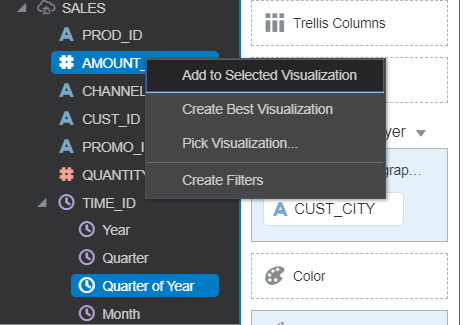 SALES
PROD_ID
AMOUNT_
CHANNEL
CUST_ID
PROMO_I
QUANTITY
TIME_ID
Year
Quarter
Quarter of Year
Month
Add to Selected Visualization
Create Best Visualization
Pick Visualization...
Create Filters
Trellis Columns
yer
grap...
CUST_CITY
Color